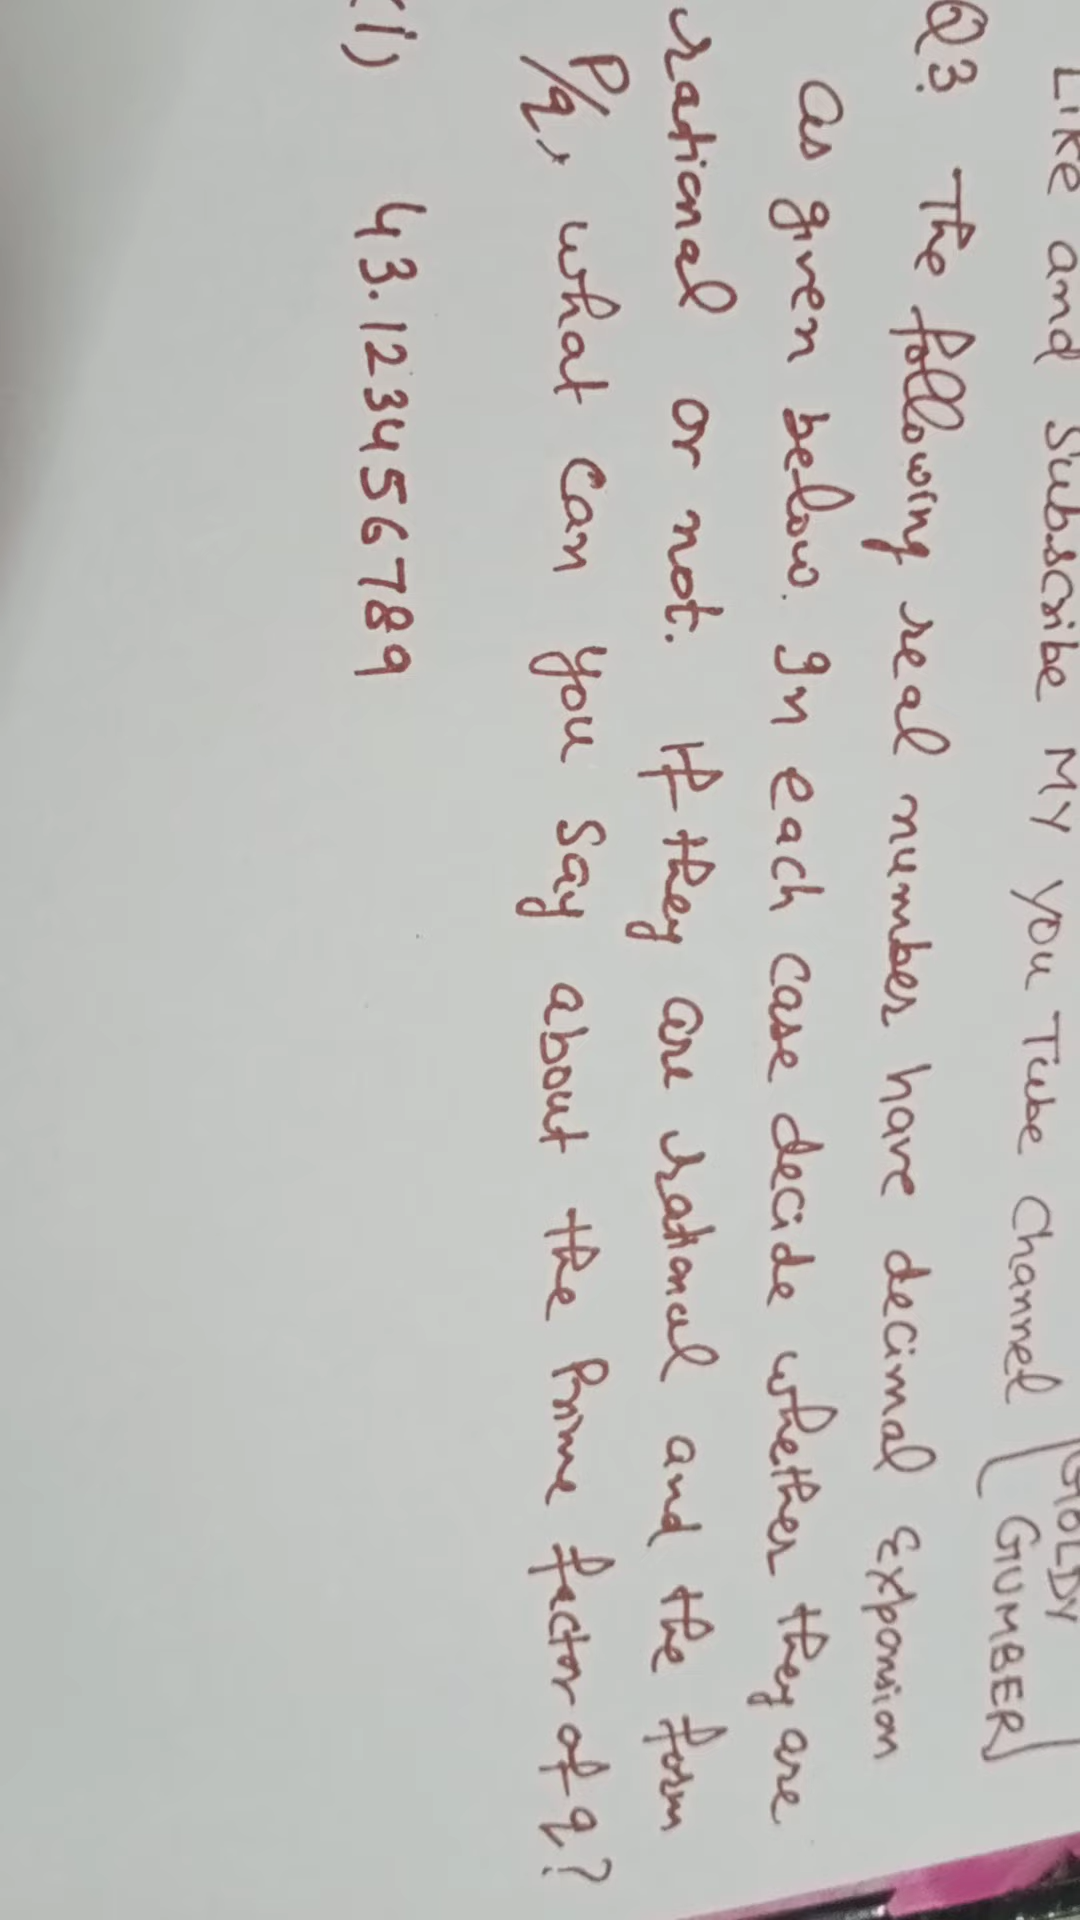 Like and Subscribe MY you Tube Channel [GOLDY GUMBER]
Q3. The following real number have decimal Expansion
as given below. In each case decide whether they are
rational or not. If they are rational and the form
P/q, what can you say about the Prime factor of q?
(i) 43.123456789